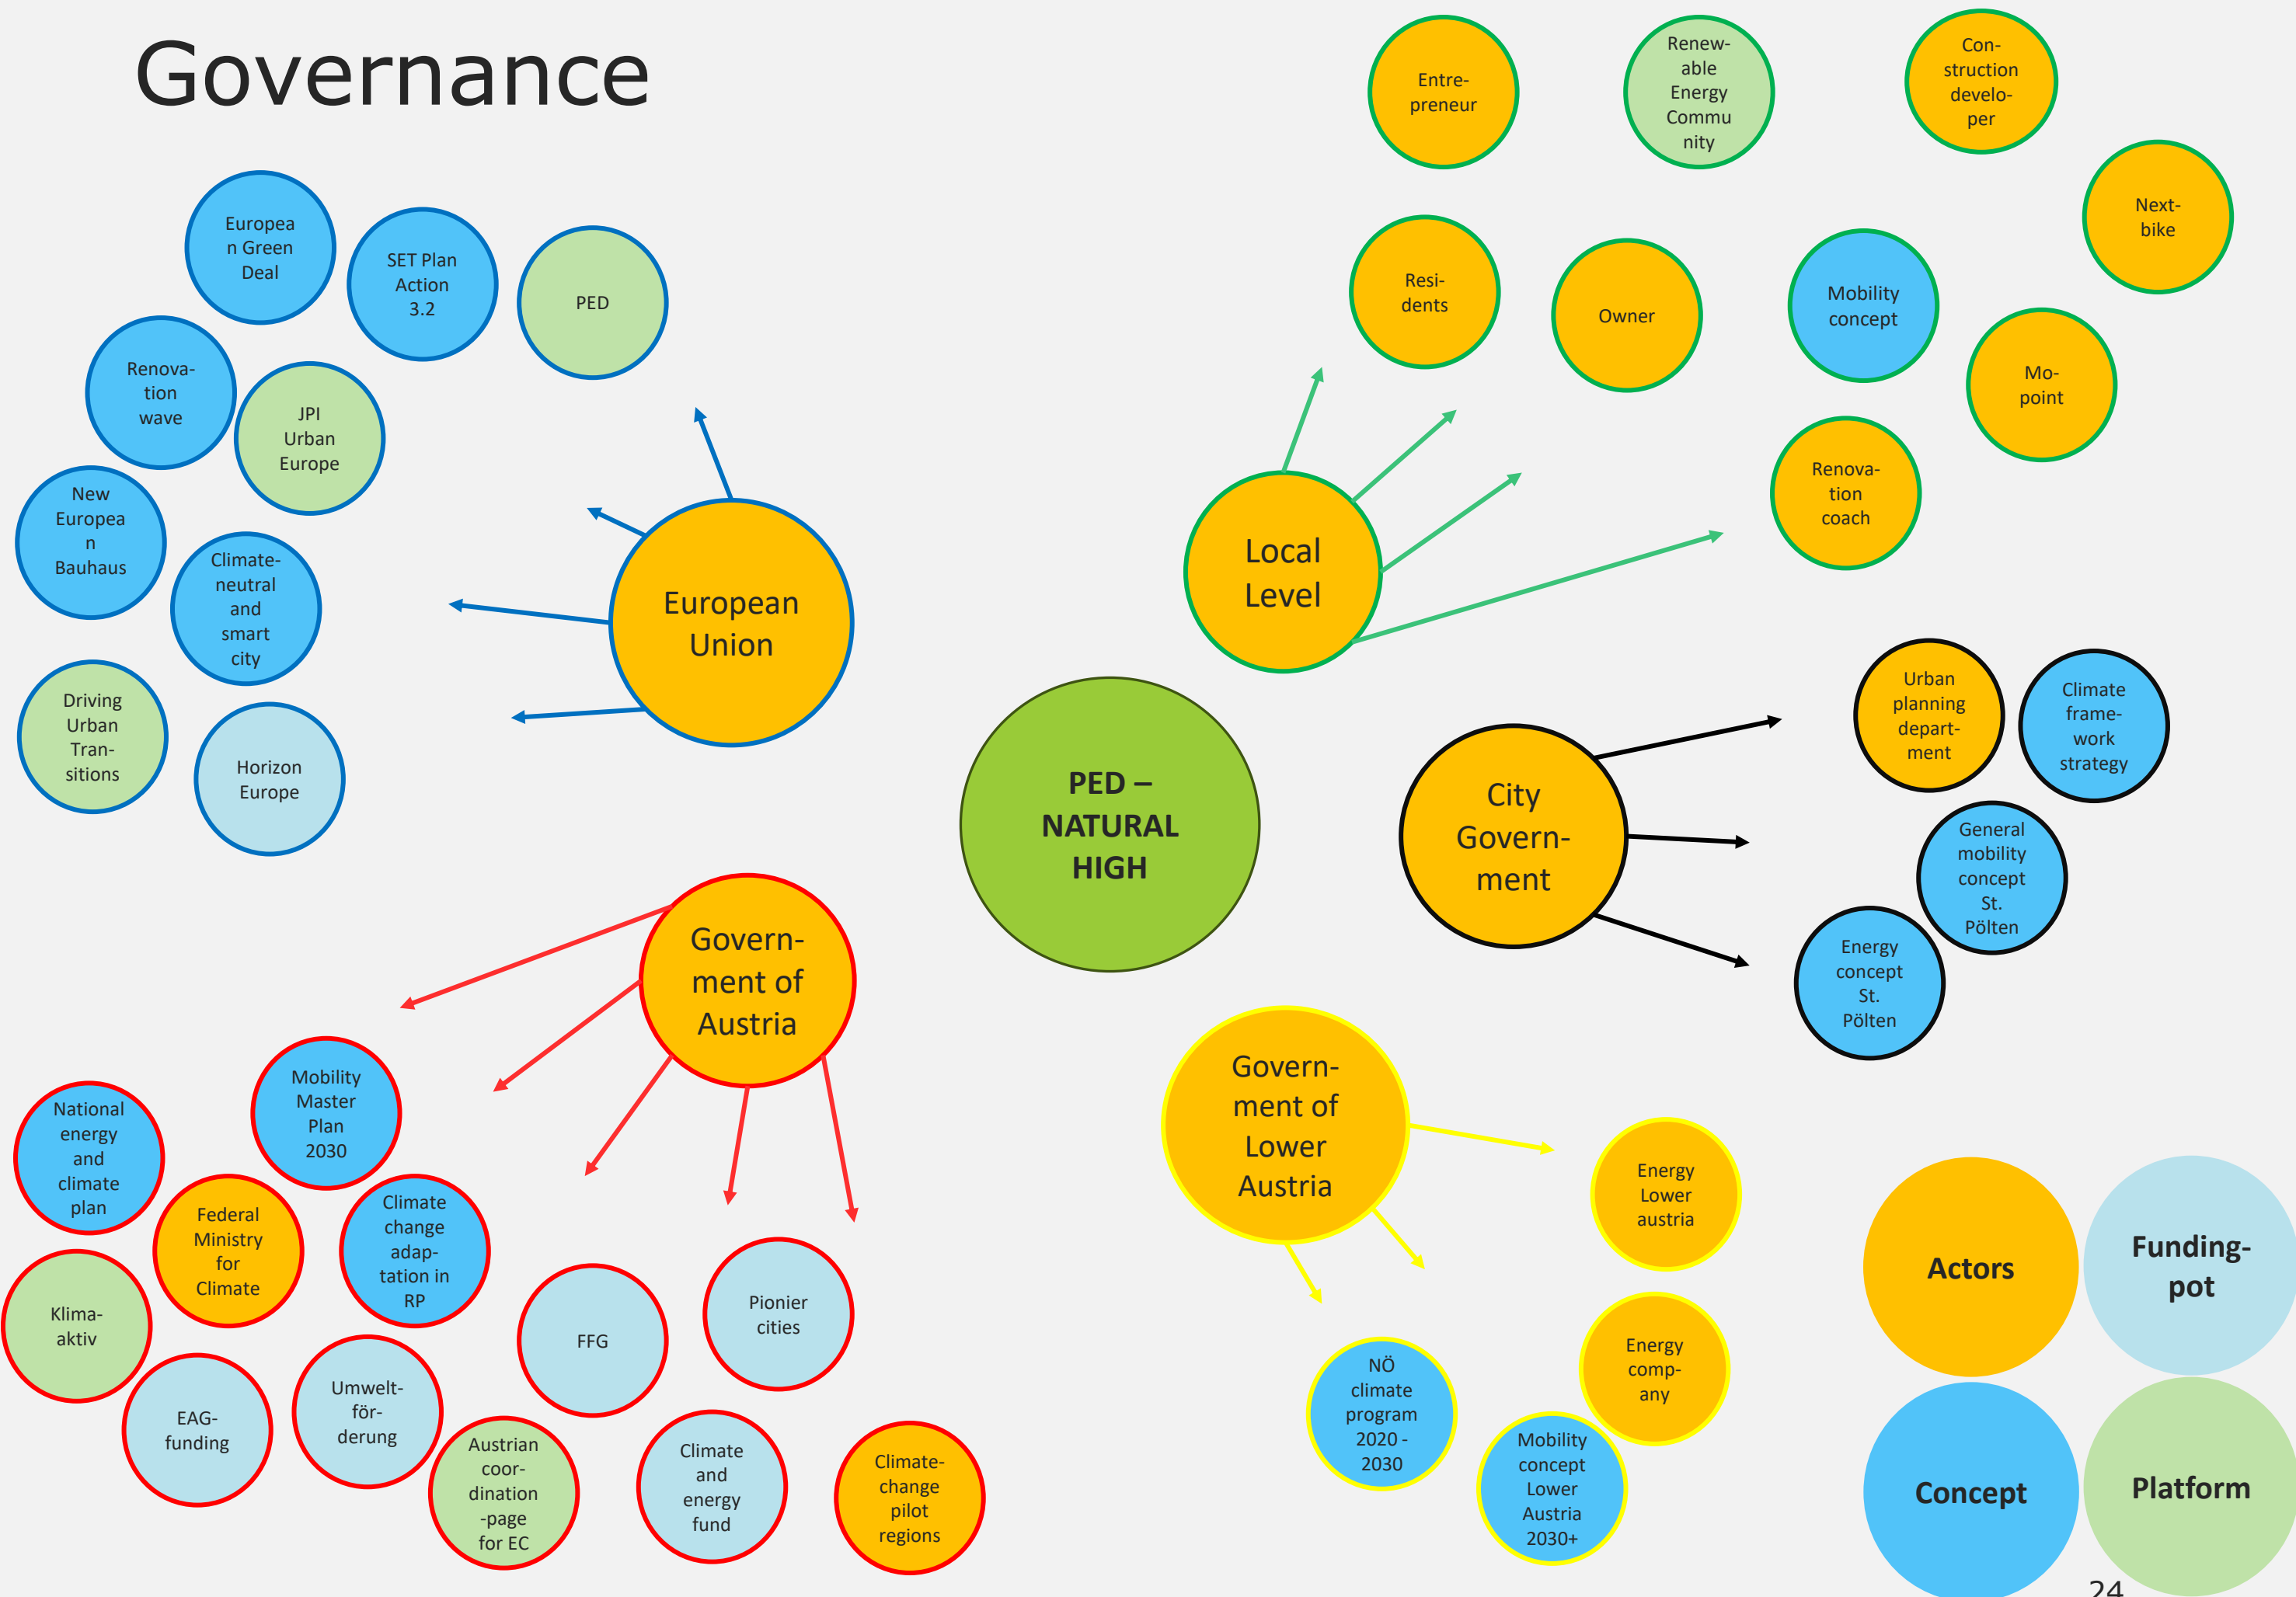 Governance
Europea
n Green
Deal
SET Plan
Action
3.2
PED
Renova-
tion
wave
JPI
Urban
Europe
New
Europea
n
Bauhaus
Climate-
neutral
and
smart
city
Driving
Urban
Tran-
sitions
Horizon
Europe
European
Union
Entre-
preneur
Renew-
able
Energy
Commu
nity
Con-
struction
develo-
per
Next-
bike
Resi-
dents
Owner
Mobility
concept
Mo-
point
Renova-
tion
coach
Local
Level
PED –
NATURAL
HIGH
City
Govern-
ment
Urban
planning
depart-
ment
Climate
frame-
work
strategy
General
mobility
concept
St.
Pölten
Energy
concept
St.
Pölten
Govern-
ment of
Austria
National
energy
and
climate
plan
Mobility
Master
Plan
2030
Federal
Ministry
for
Climate
Climate
change
adap-
tation in
RP
Klima-
aktiv
EAG-
funding
Umwelt-
för-
derung
Austrian
coor-
dination
-page
for EC
FFG
Pionier
cities
Climate
and
energy
fund
Climate-
change
pilot
regions
Govern-
ment of
Lower
Austria
Energy
Lower
austria
Energy
comp-
any
NÖ
climate
program
2020 -
2030
Mobility
concept
Lower
Austria
2030+
Actors
Funding-
pot
Concept
Platform
24